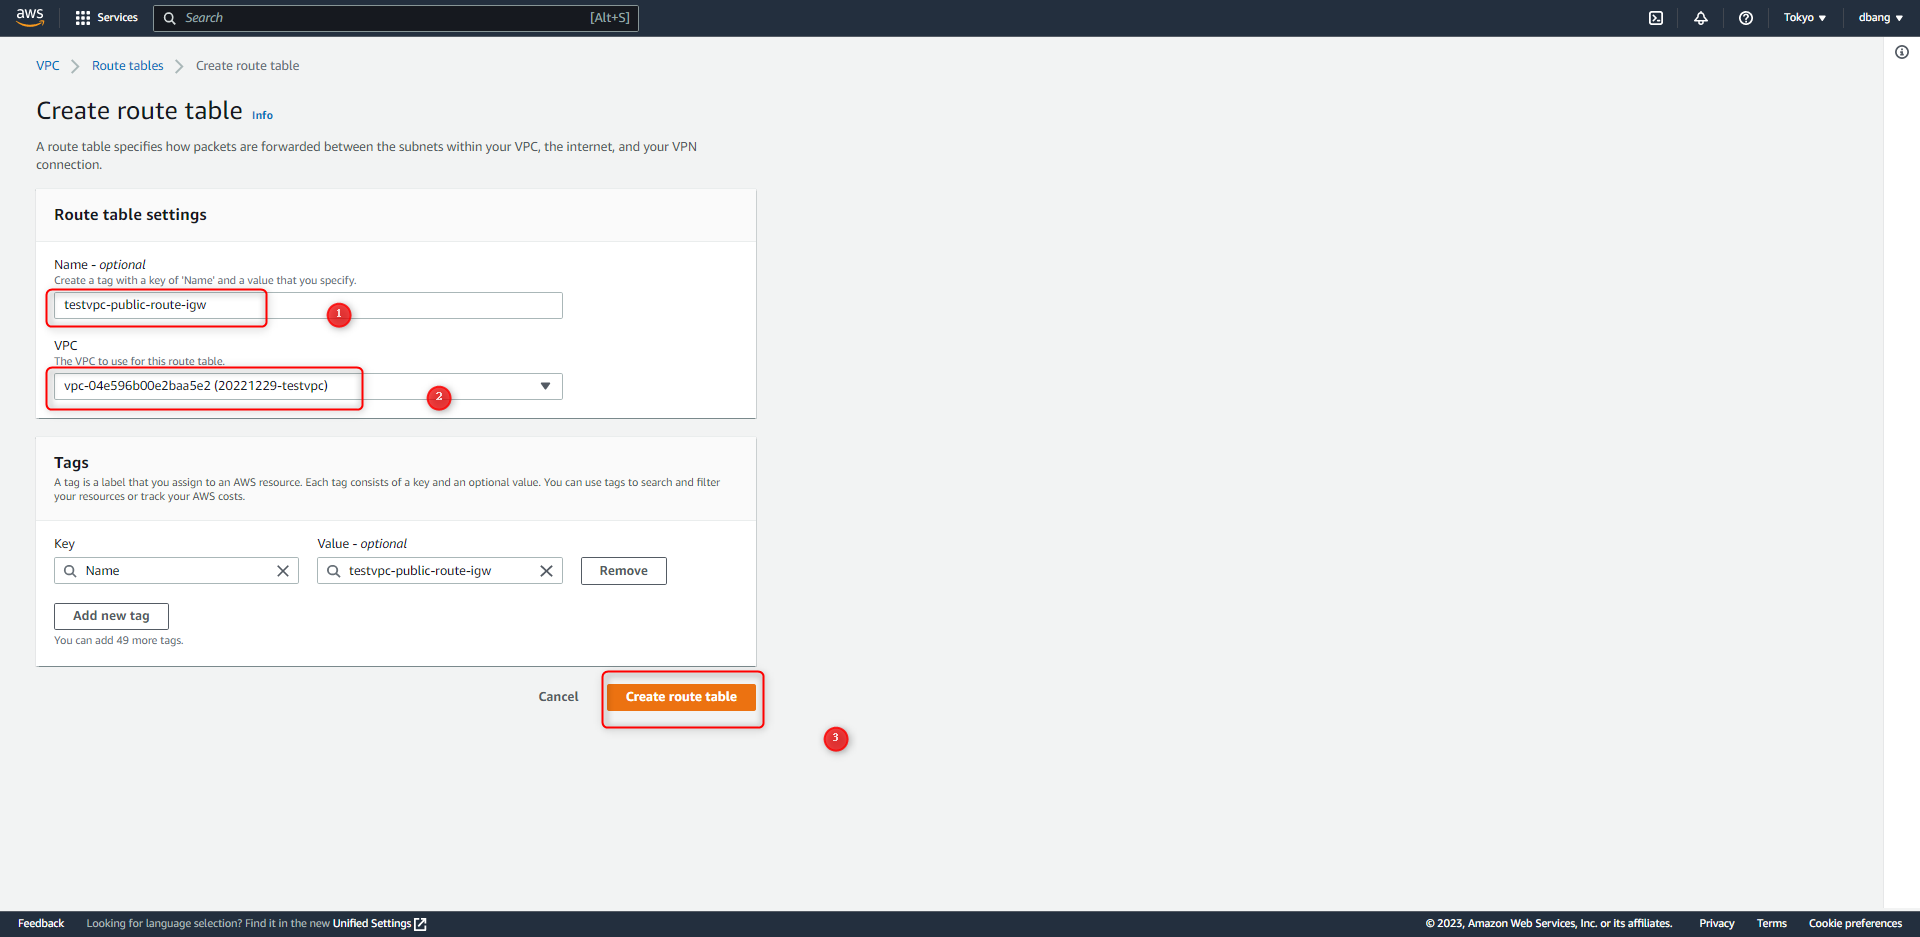 aws
Services
Search
[Alt+S]
Tokyo
dbang
VPC
Route tables
Create route table
Create route table Info
A route table specifies how packets are forwarded between the subnets within your VPC, the internet, and your VPN
connection.
Route table settings
Name - optional
Create a tag with a key of 'Name' and a value that you specify.
testvpc-public-route-igw
1
VPC
The VPC to use for this route table.
vpc-04e596b00e2baa5e2 (20221229-testvpc)
2
Tags
A tag is a label that you assign to an AWS resource. Each tag consists of a key and an optional value. You can use tags to search and filter
your resources or track your AWS costs.
Key
Value - optional
Name
testvpc-public-route-igw
Remove
Add new tag
You can add 49 more tags.
Cancel
Create route table
3
Feedback
Looking for language selection? Find it in the new Unified Settings
© 2023, Amazon Web Services, Inc. or its affiliates.
Privacy
Terms
Cookie preferences